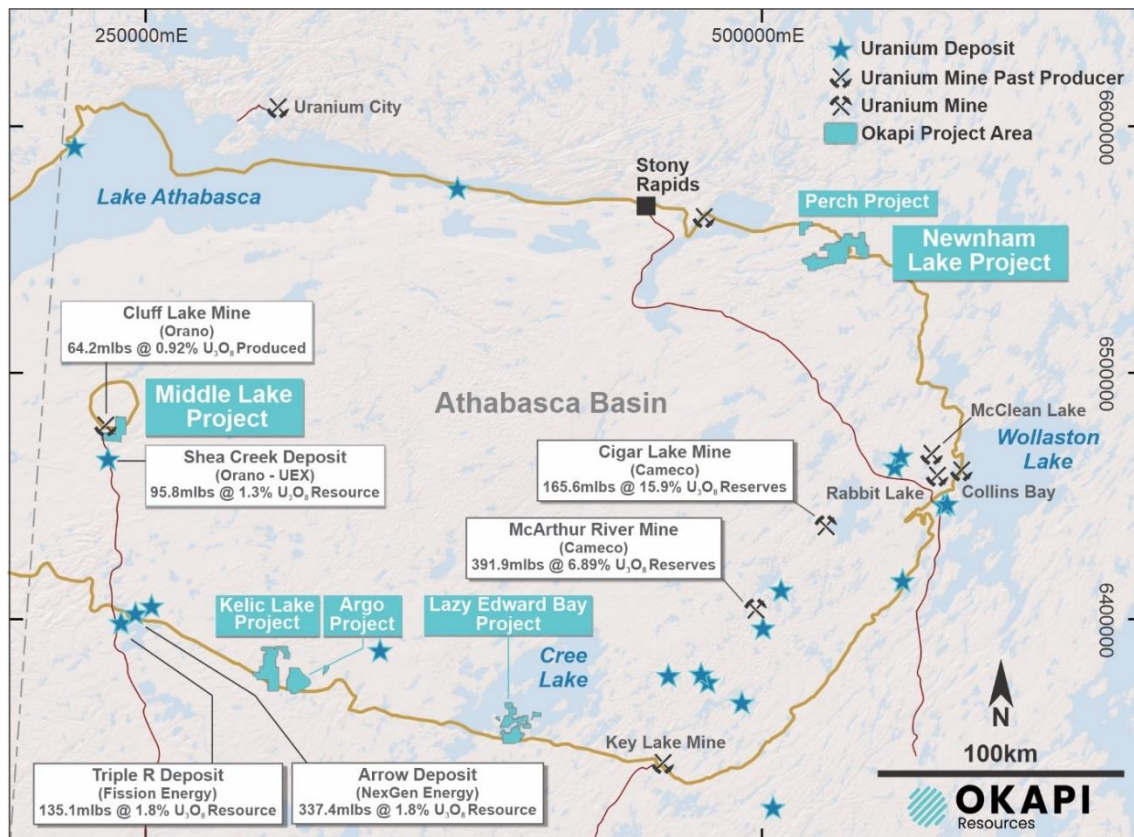 250000mE
500000mE
Uranium Deposit
Uranium Mine Past Producer
Uranium Mine
Okapi Project Area
Uranium City
6600000
Lake Athabasca
Stony
Rapids
Perch Project
Newnham
Lake Project
Cluff Lake Mine
(Orano)
64.2mlbs @ 0.92% U₃O₈ Produced
6500000
Middle Lake
Project
Athabasca Basin
McClean Lake
Wollaston
Lake
Shea Creek Deposit
(Orano - UEX)
95.8mlbs @ 1.3% U₃O₈ Resource
Cigar Lake Mine
(Cameco)
165.6mlbs @ 15.9% U₃O₈ Reserves
Rabbit Lake
Collins Bay
McArthur River Mine
(Cameco)
391.9mlbs @ 6.89% U₃O₈ Reserves
6400000
Kelic Lake
Project
Argo
Project
Lazy Edward Bay
Project
Cree
Lake
N
Key Lake Mine
100km
Triple R Deposit
(Fission Energy)
135.1mlbs @ 1.8% U₃O₈ Resource
Arrow Deposit
(NexGen Energy)
337.4mlbs @ 1.8% U₃O₈ Resource
OKAPI
Resources